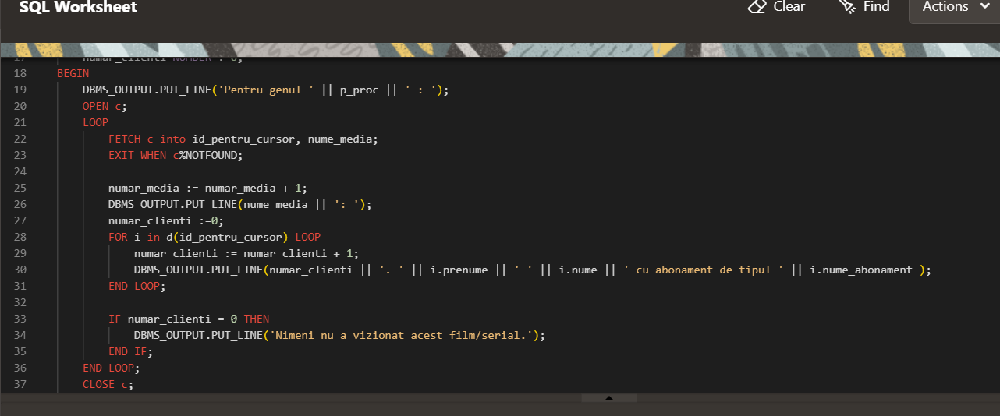 SQL Worksheet Clear Find Actions
18 BEGIN
19 DBMS_OUTPUT.PUT_LINE('Pentru genul ' || p_proc || ' : ');
20 OPEN c;
21 LOOP
22 FETCH c into id_pentru_cursor, nume_media;
23 EXIT WHEN c%NOTFOUND;
24
25 numar_media := numar_media + 1;
26 DBMS_OUTPUT.PUT_LINE(nume_media || ': ');
27 numar_clienti :=0;
28 FOR i in d(id_pentru_cursor) LOOP
29 numar_clienti := numar_clienti + 1;
30 DBMS_OUTPUT.PUT_LINE(numar_clienti || '. ' || i.prenume || ' ' || i.nume || ' cu abonament de tipul ' || i.nume_abonament );
31 END LOOP;
32
33 IF numar_clienti = 0 THEN
34 DBMS_OUTPUT.PUT_LINE('Nimeni nu a vizionat acest film/serial.');
35 END IF;
36 END LOOP;
37 CLOSE c;